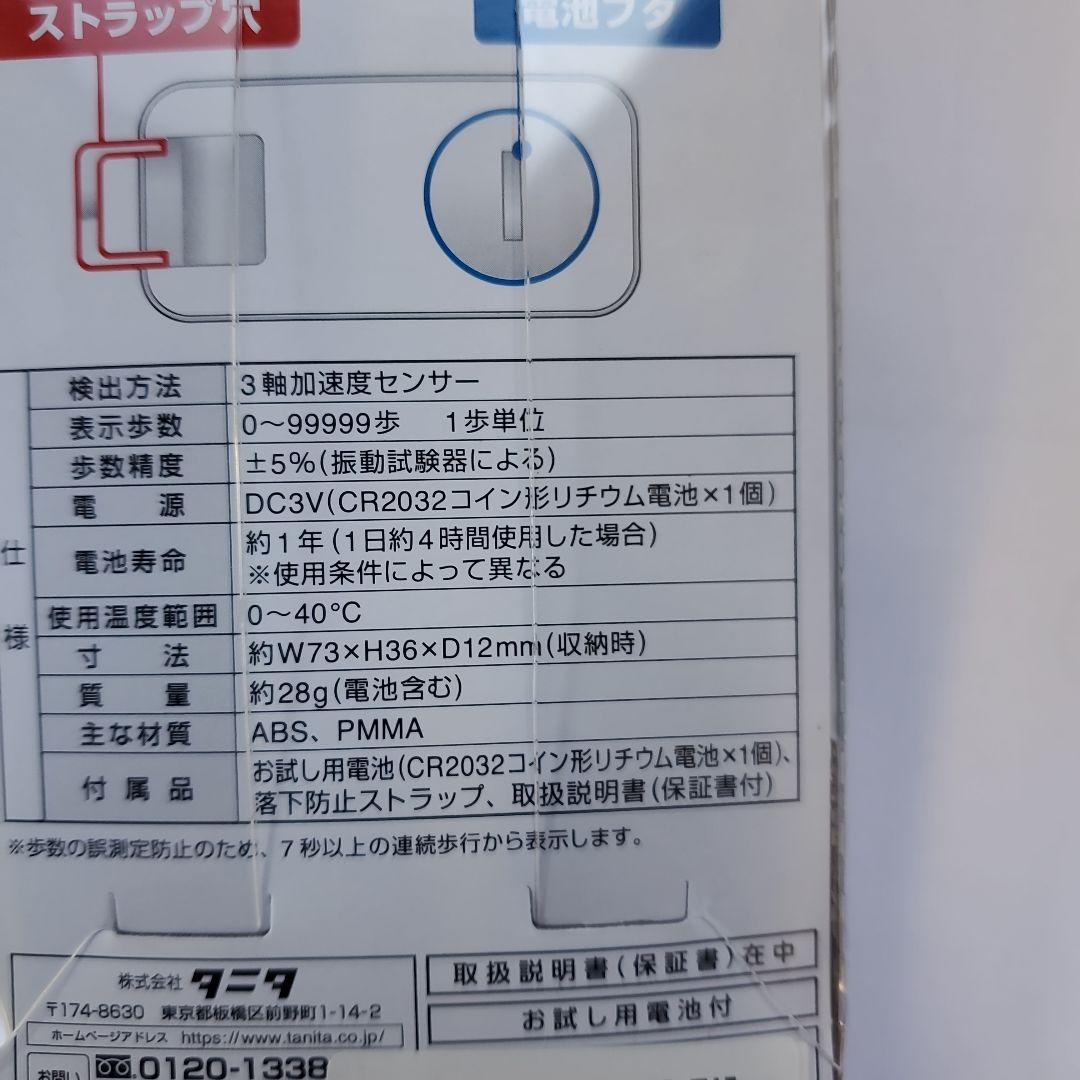 ストラップ穴
電池フタ
仕様
検出方法 3軸加速度センサー
表示歩数 0〜99999歩 1歩単位
歩数精度 ±5%(振動試験器による)
電源 DC3V(CR2032コイン形リチウム電池×1個)
電池寿命 約1年(1日約4時間使用した場合)
※使用条件によって異なる
使用温度範囲 0〜40℃
寸法 約W73×H36×D12mm(収納時)
質量 約28g(電池含む)
主な材質 ABS、PMMA
付属品 お試し用電池(CR2032コイン形リチウム電池×1個)、
落下防止ストラップ、取扱説明書(保証書付)
※歩数の誤測定防止のため、7秒以上の連続歩行から表示します。
株式会社 タニタ
〒174-8630 東京都板橋区前野町1-14-2
ホームページアドレス https://www.tanita.co.jp/
お問い 0120-1338
取扱説明書(保証書)在中
お試し用電池付